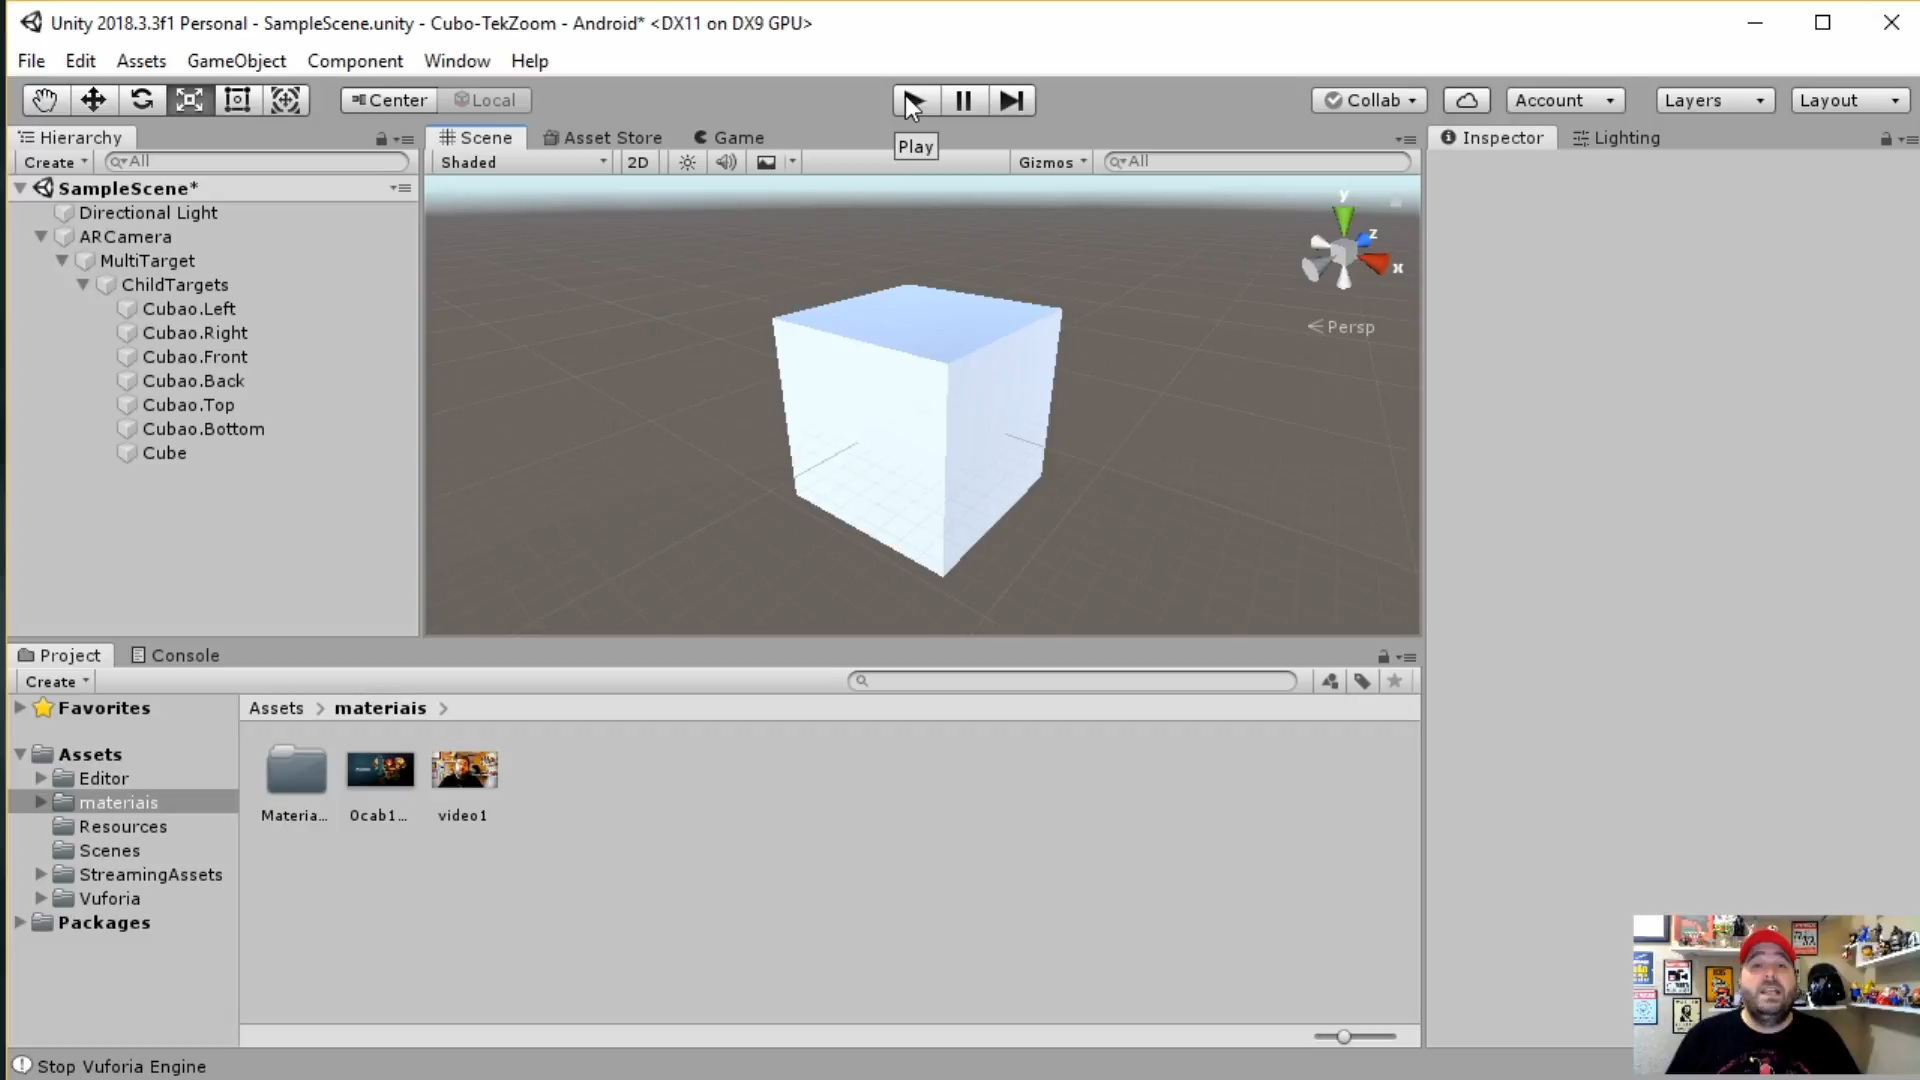 Unity 2018.3.3f1 Personal - SampleScene.unity - Cubo-TekZoom - Android* <DX11 on DX9 GPU>
File Edit Assets GameObject Component Window Help
Center Local Collab Account Layers Layout
Play
Hierarchy
Create All
SampleScene*
Directional Light
ARCamera
MultiTarget
ChildTargets
Cubao.Left
Cubao.Right
Cubao.Front
Cubao.Back
Cubao.Top
Cubao.Bottom
Cube
Scene Asset Store Game
Shaded 2D Gizmos All
y
z
x
Persp
Inspector Lighting
Project Console
Create
Favorites
Assets
Editor
materiais
Resources
Scenes
StreamingAssets
Vuforia
Packages
Assets > materiais >
Materia... 0cab1... video1
Stop Vuforia Engine